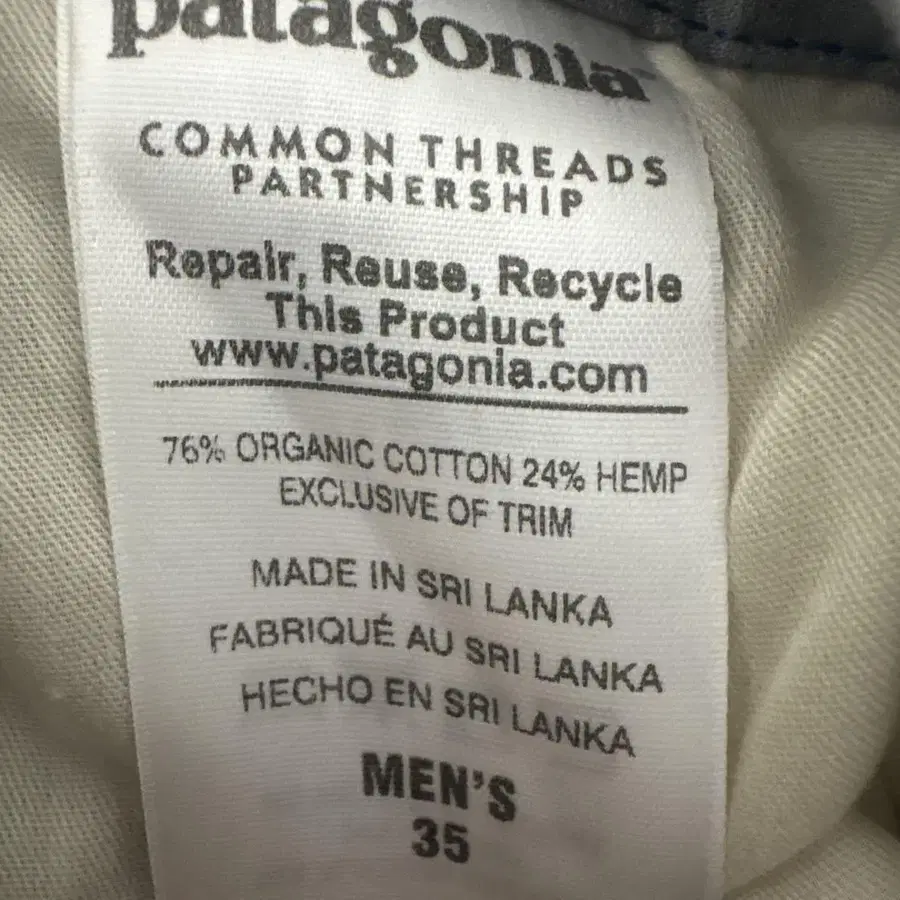 patagonia
COMMON THREADS
PARTNERSHIP
Repair, Reuse, Recycle
This Product
www.patagonia.com
76% ORGANIC COTTON 24% HEMP
EXCLUSIVE OF TRIM
MADE IN SRI LANKA
FABRIQUÉ AU SRI LANKA
HECHO EN SRI LANKA
MEN'S
35